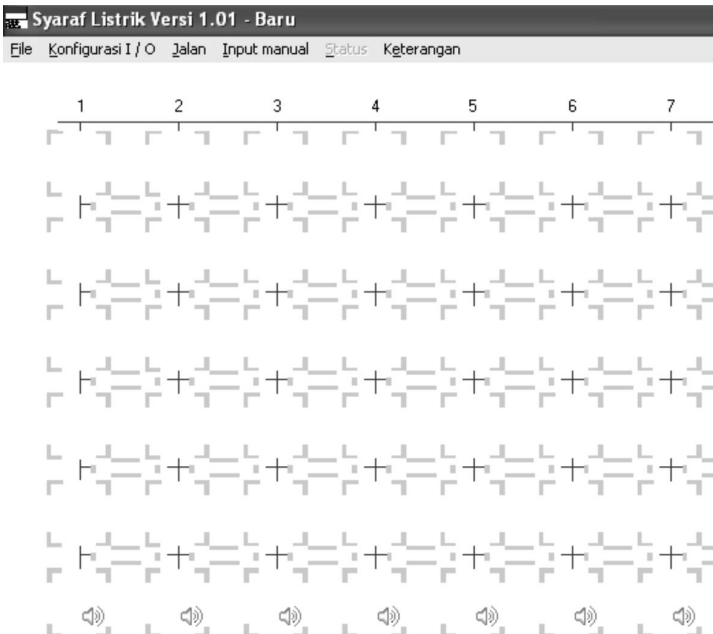 Syaraf Listrik Versi 1.01 - Baru
File Konfigurasi I / O Jalan Input manual Status Keterangan
1 2 3 4 5 6 7